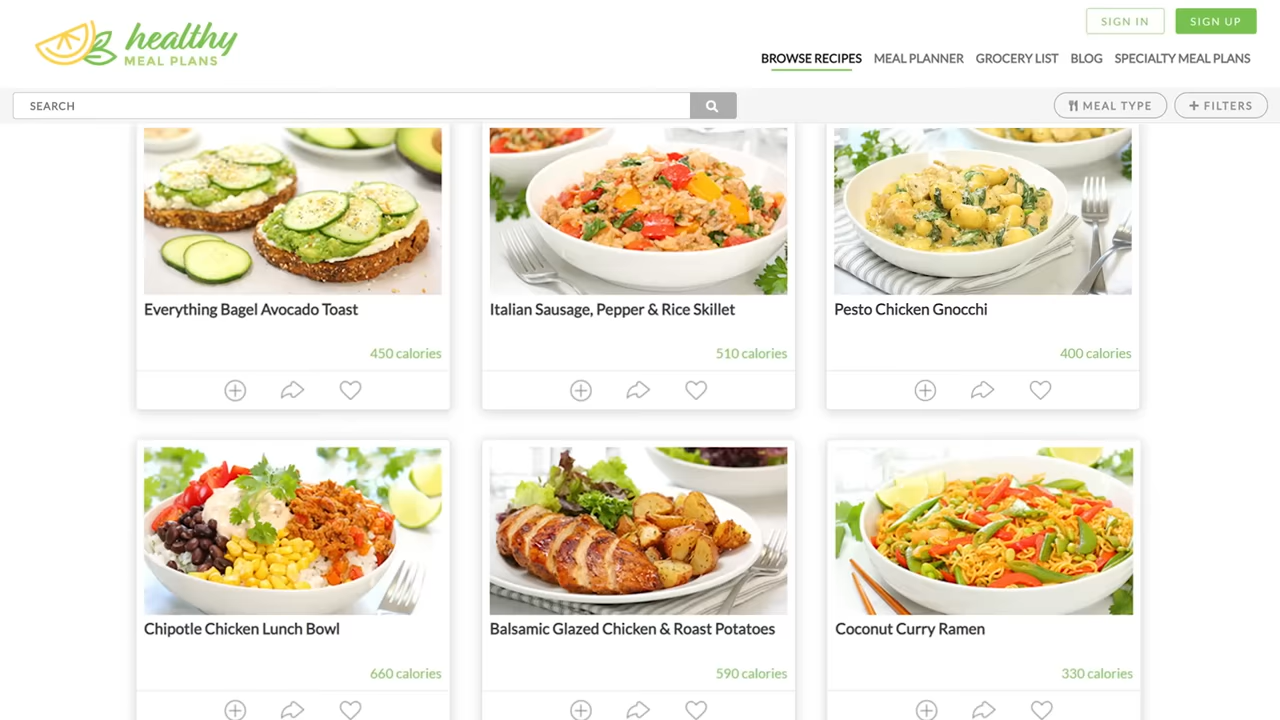 healthy
MEAL PLANS
SIGN IN
SIGN UP
BROWSE RECIPES
MEAL PLANNER
GROCERY LIST
BLOG
SPECIALTY MEAL PLANS
SEARCH
MEAL TYPE
FILTERS
Everything Bagel Avocado Toast
450 calories
Italian Sausage, Pepper & Rice Skillet
510 calories
Pesto Chicken Gnocchi
400 calories
Chipotle Chicken Lunch Bowl
660 calories
Balsamic Glazed Chicken & Roast Potatoes
590 calories
Coconut Curry Ramen
330 calories